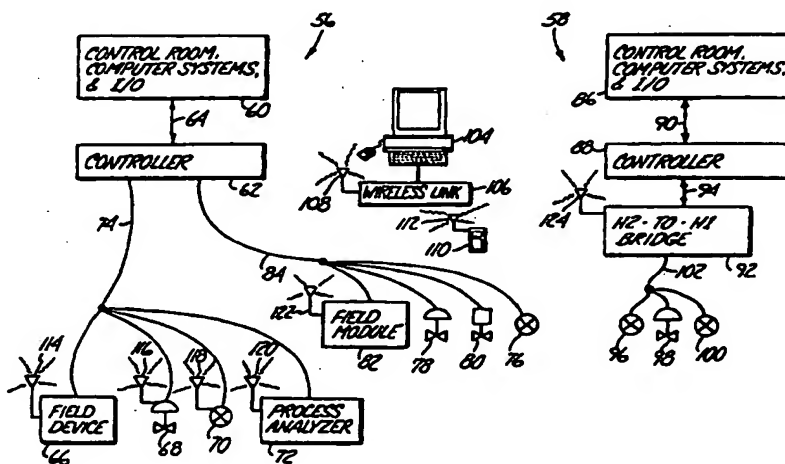 56
58
CONTROL ROOM,
COMPUTER SYSTEMS,
& I/O
60
64
CONTROLLER
62
74
104
108
WIRELESS LINK
106
112
110
84
CONTROL ROOM,
COMPUTER SYSTEMS,
& I/O
86
90
88
CONTROLLER
94
124
H2-TO-H1
BRIDGE
92
102
96
98
100
122
FIELD
MODULE
82
78
80
76
114
116
118
120
FIELD
DEVICE
66
68
70
PROCESS
ANALYZER
72